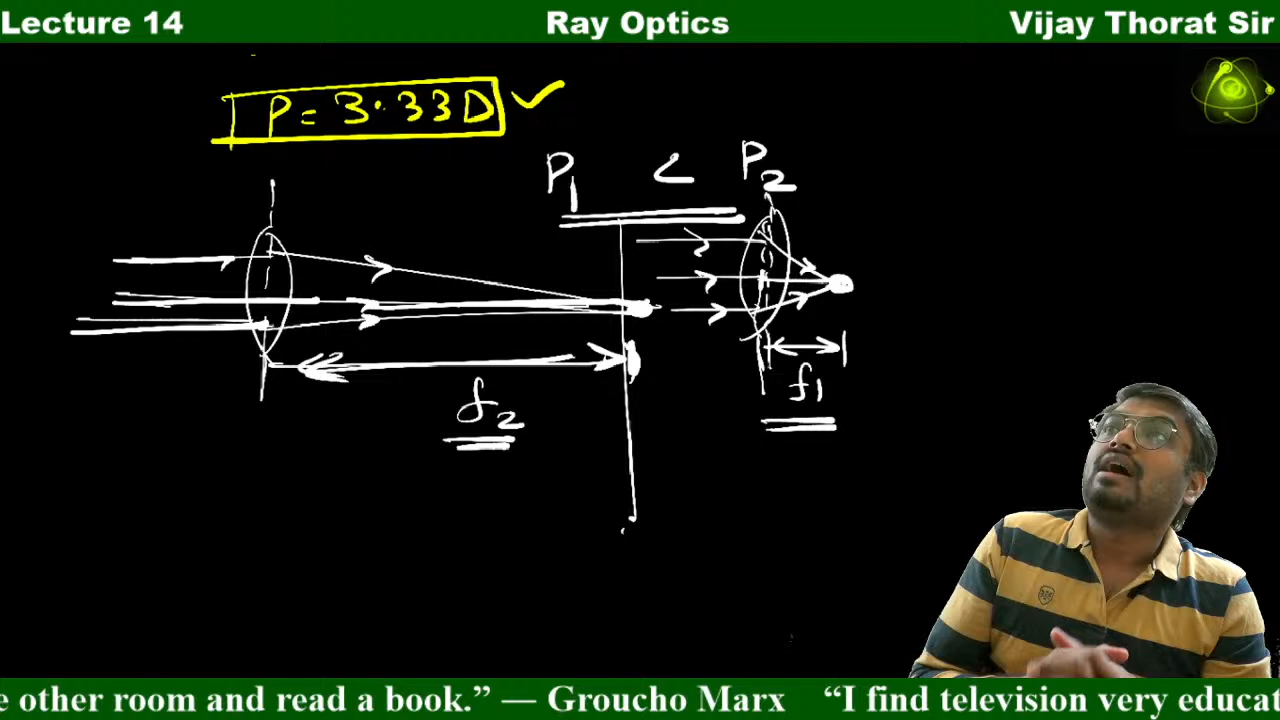 Lecture 14 Ray Optics Vijay Thorat Sir
P = 3.33D ✓
P₁ < P₂
f₁
f₂
e other room and read a book.” — Groucho Marx “I find television very educat